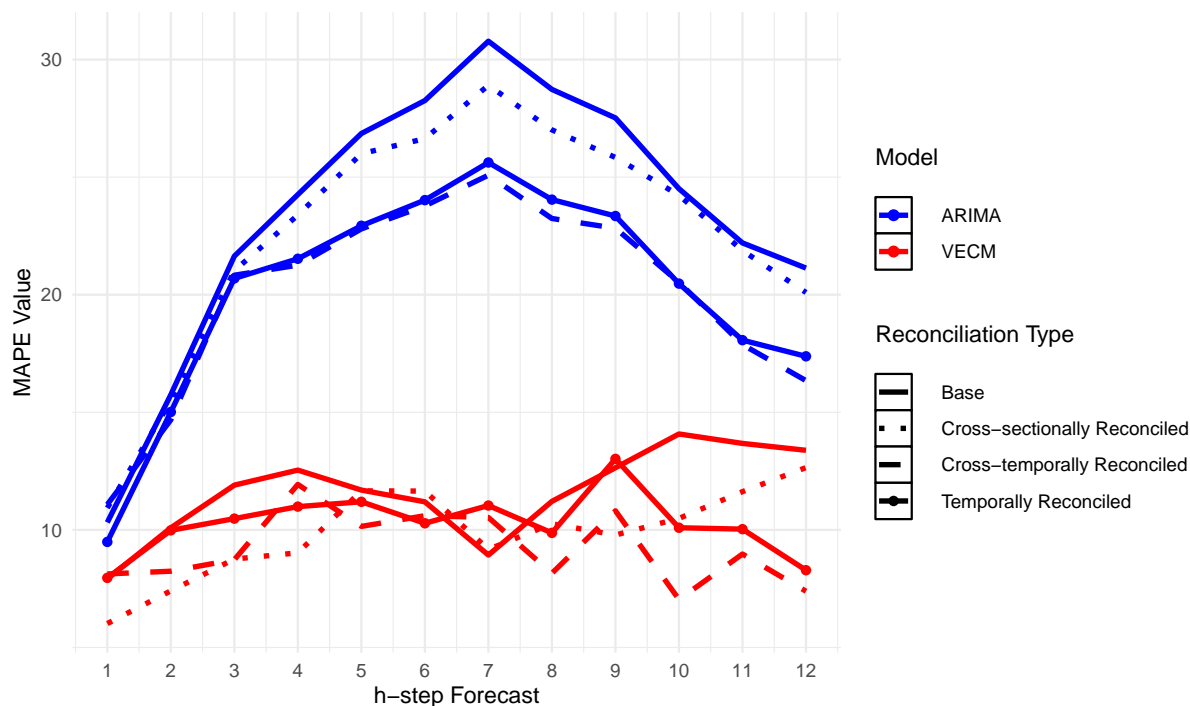 30
20
10
MAPE Value
1 2 3 4 5 6 7 8 9 10 11 12
h−step Forecast
Model
ARIMA
VECM
Reconciliation Type
Base
Cross−sectionally Reconciled
Cross−temporally Reconciled
Temporally Reconciled